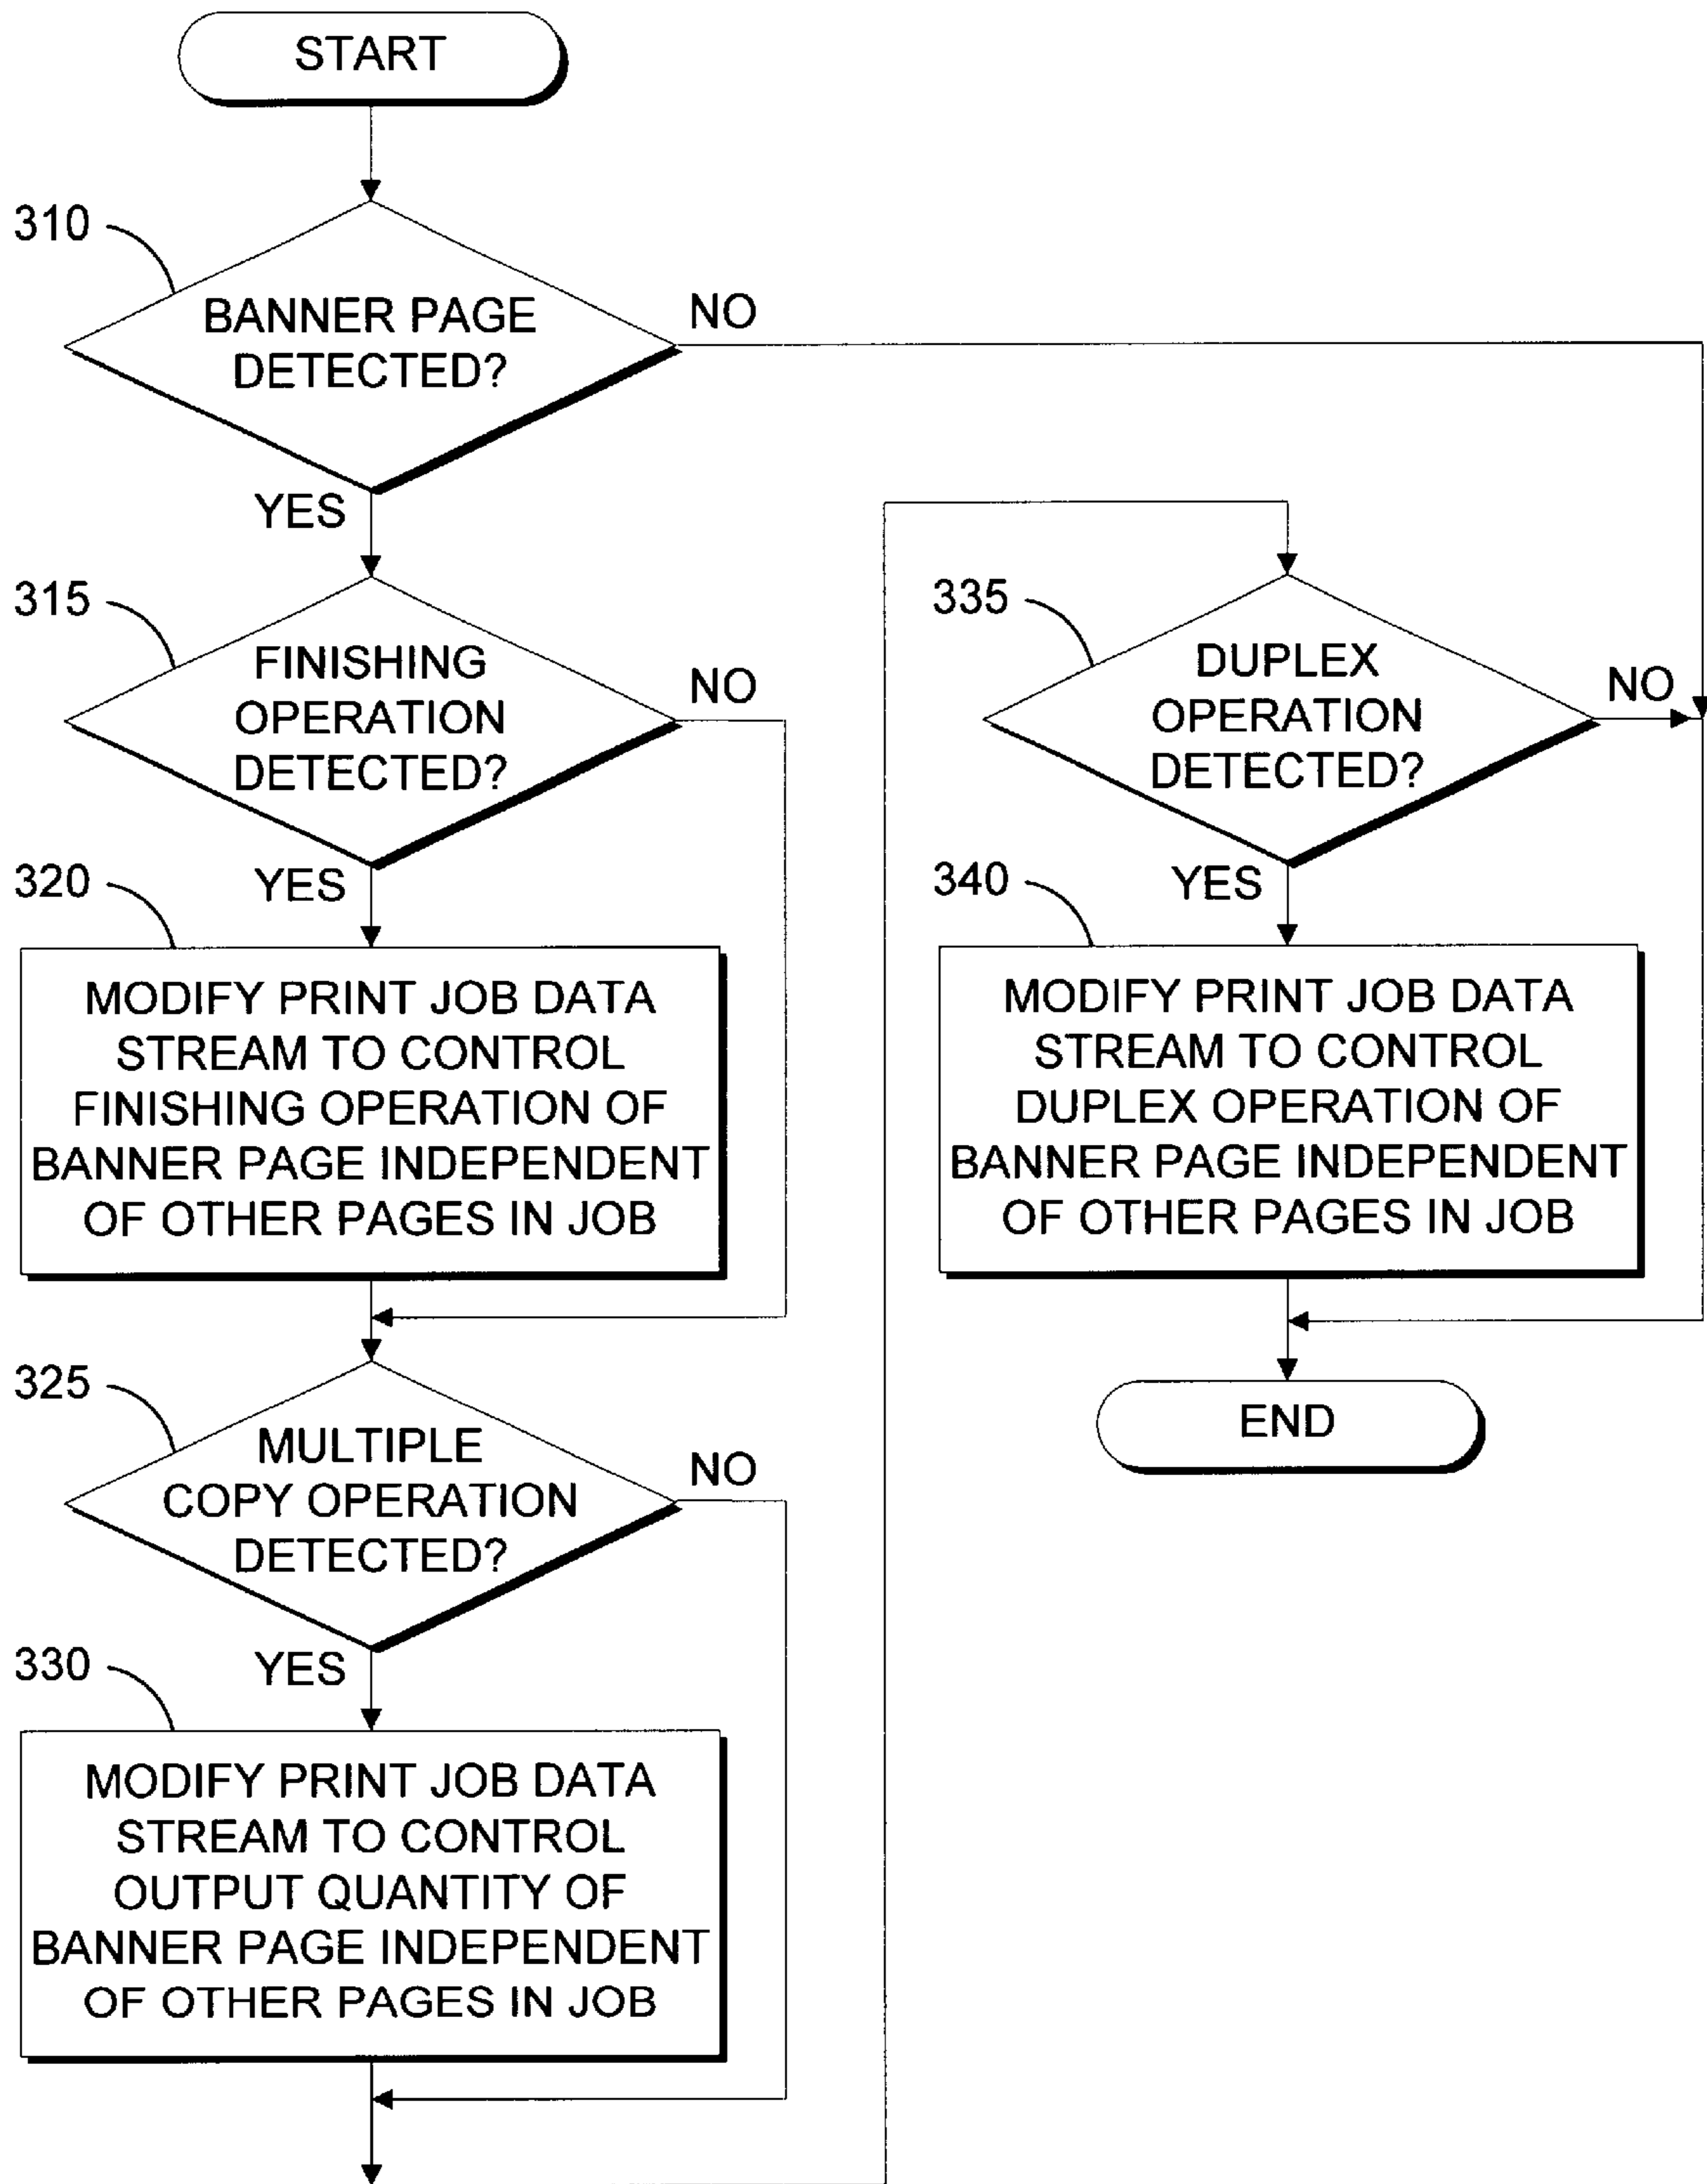 START
310
BANNER PAGE
DETECTED?
NO
YES
315
FINISHING
OPERATION
DETECTED?
NO
YES
320
MODIFY PRINT JOB DATA
STREAM TO CONTROL
FINISHING OPERATION OF
BANNER PAGE INDEPENDENT
OF OTHER PAGES IN JOB
325
MULTIPLE
COPY OPERATION
DETECTED?
NO
YES
330
MODIFY PRINT JOB DATA
STREAM TO CONTROL
OUTPUT QUANTITY OF
BANNER PAGE INDEPENDENT
OF OTHER PAGES IN JOB
335
DUPLEX
OPERATION
DETECTED?
NO
YES
340
MODIFY PRINT JOB DATA
STREAM TO CONTROL
DUPLEX OPERATION OF
BANNER PAGE INDEPENDENT
OF OTHER PAGES IN JOB
END